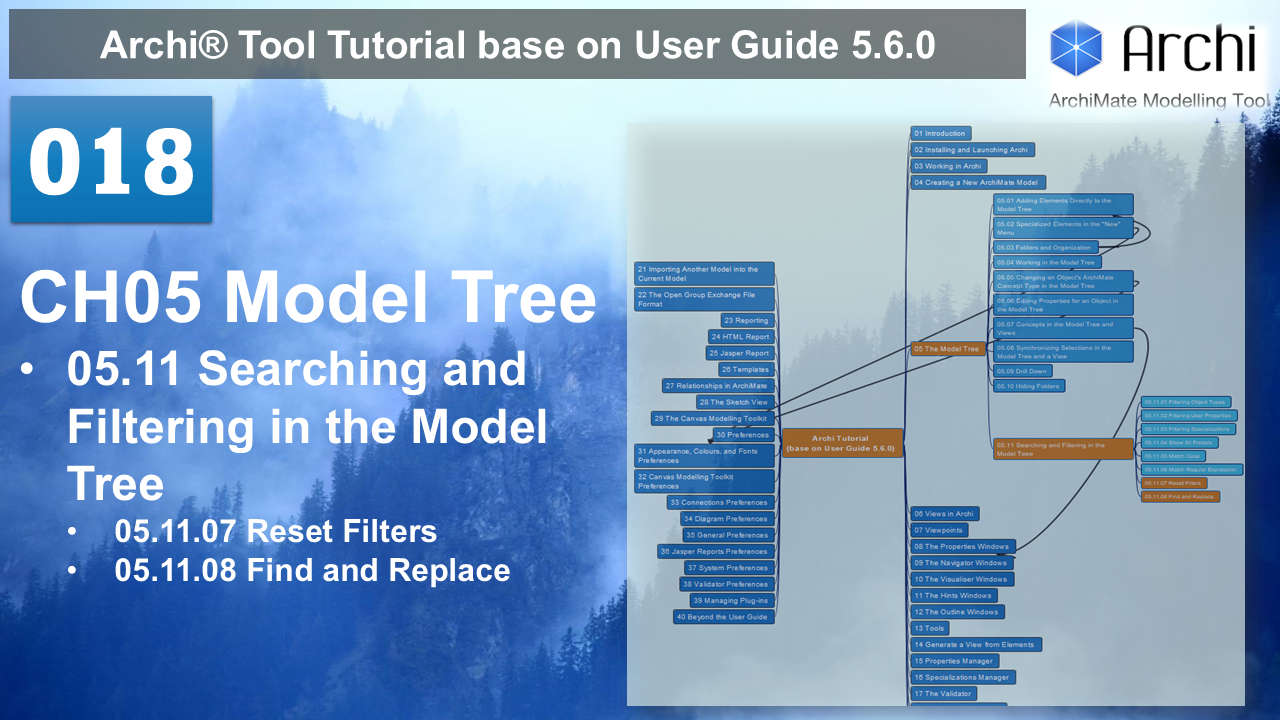 Archi® Tool Tutorial base on User Guide 5.6.0
Archi
ArchiMate Modelling Tool
018
CH05 Model Tree
• 05.11 Searching and
Filtering in the Model
Tree
• 05.11.07 Reset Filters
• 05.11.08 Find and Replace
21 Importing Another Model into the
Current Model
22 The Open Group Exchange File
Format
23 Reporting
24 HTML Report
25 Jasper Report
26 Templates
27 Relationships in ArchiMate
28 The Sketch View
29 The Canvas Modelling Toolkit
30 Preferences
31 Appearance, Colours, and Fonts
Preferences
32 Canvas Modelling Toolkit
Preferences
33 Connections Preferences
34 Diagram Preferences
35 General Preferences
36 Jasper Reports Preferences
37 System Preferences
38 Validator Preferences
39 Managing Plug-ins
40 Beyond the User Guide
Archi Tutorial
(base on User Guide 5.6.0)
01 Introduction
02 Installing and Launching Archi
03 Working in Archi
04 Creating a New ArchiMate Model
05 The Model Tree
05.01 Adding Elements Directly to the
Model Tree
05.02 Specialized Elements in the "New"
Menu
05.03 Folders and Organization
05.04 Working in the Model Tree
05.05 Changing an Object's ArchiMate
Concept Type in the Model Tree
05.06 Editing Properties for an Object in
the Model Tree
05.07 Concepts in the Model Tree and
Views
05.08 Synchronizing Selections in the
Model Tree and a View
05.09 Drill Down
05.10 Hiding Folders
05.11 Searching and Filtering in the
Model Tree
05.11.01 Filtering Object Types
05.11.02 Filtering User Properties
05.11.03 Filtering Specializations
05.11.04 Show All Folders
05.11.05 Match Case
05.11.06 Match Regular Expression
05.11.07 Reset Filters
05.11.08 Find and Replace
06 Views in Archi
07 Viewpoints
08 The Properties Windows
09 The Navigator Windows
10 The Visualiser Windows
11 The Hints Windows
12 The Outline Windows
13 Tools
14 Generate a View from Elements
15 Properties Manager
16 Specializations Manager
17 The Validator